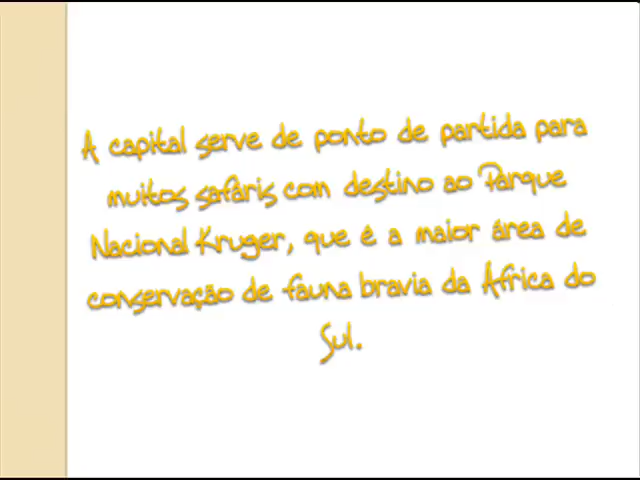 A capital serve de ponto de partida para
muitos safaris com destino ao Parque
Nacional Kruger, que é a maior área de
conservação de fauna bravia da África do
Sul.